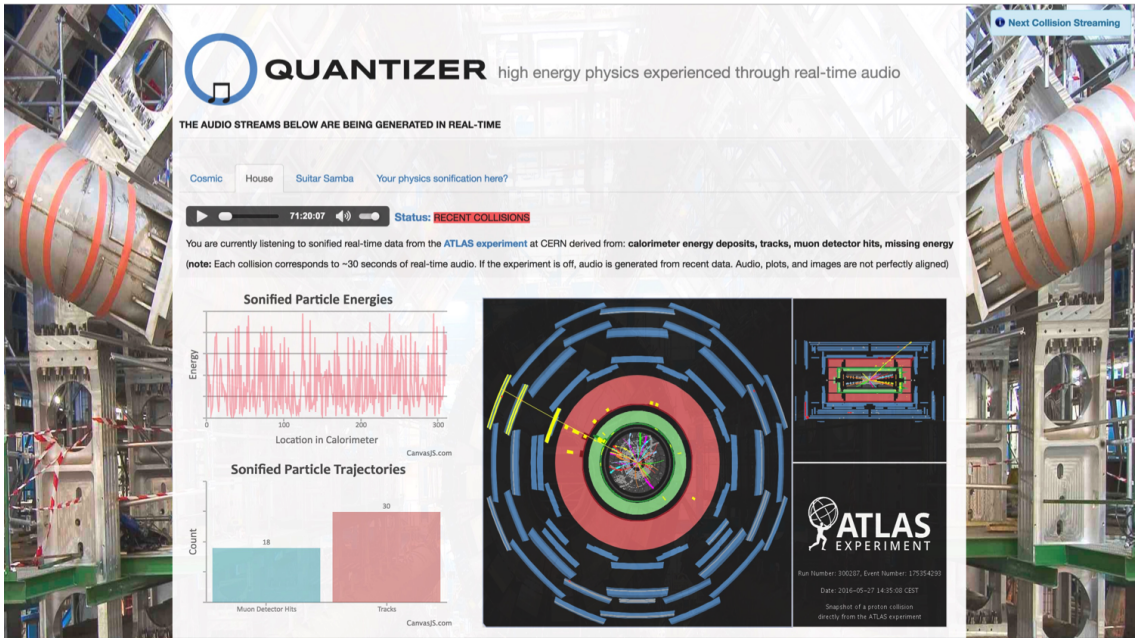 Next Collision Streaming
QUANTIZER high energy physics experienced through real-time audio
THE AUDIO STREAMS BELOW ARE BEING GENERATED IN REAL-TIME
Cosmic House Suitar Samba Your physics sonification here?
71:20:07 Status: RECENT COLLISIONS
You are currently listening to sonified real-time data from the ATLAS experiment at CERN derived from: calorimeter energy deposits, tracks, muon detector hits, missing energy
(note: Each collision corresponds to ~30 seconds of real-time audio. If the experiment is off, audio is generated from recent data. Audio, plots, and images are not perfectly aligned)
Sonified Particle Energies
Energy
0 100 200 300
Location in Calorimeter
CanvasJS.com
Sonified Particle Trajectories
Count
18
30
Muon Detector Hits Tracks
CanvasJS.com
ATLAS
EXPERIMENT
Run Number: 300287, Event Number: 175354293
Date: 2016-05-27 14:35:08 CEST
Snapshot of a proton collision
directly from the ATLAS experiment